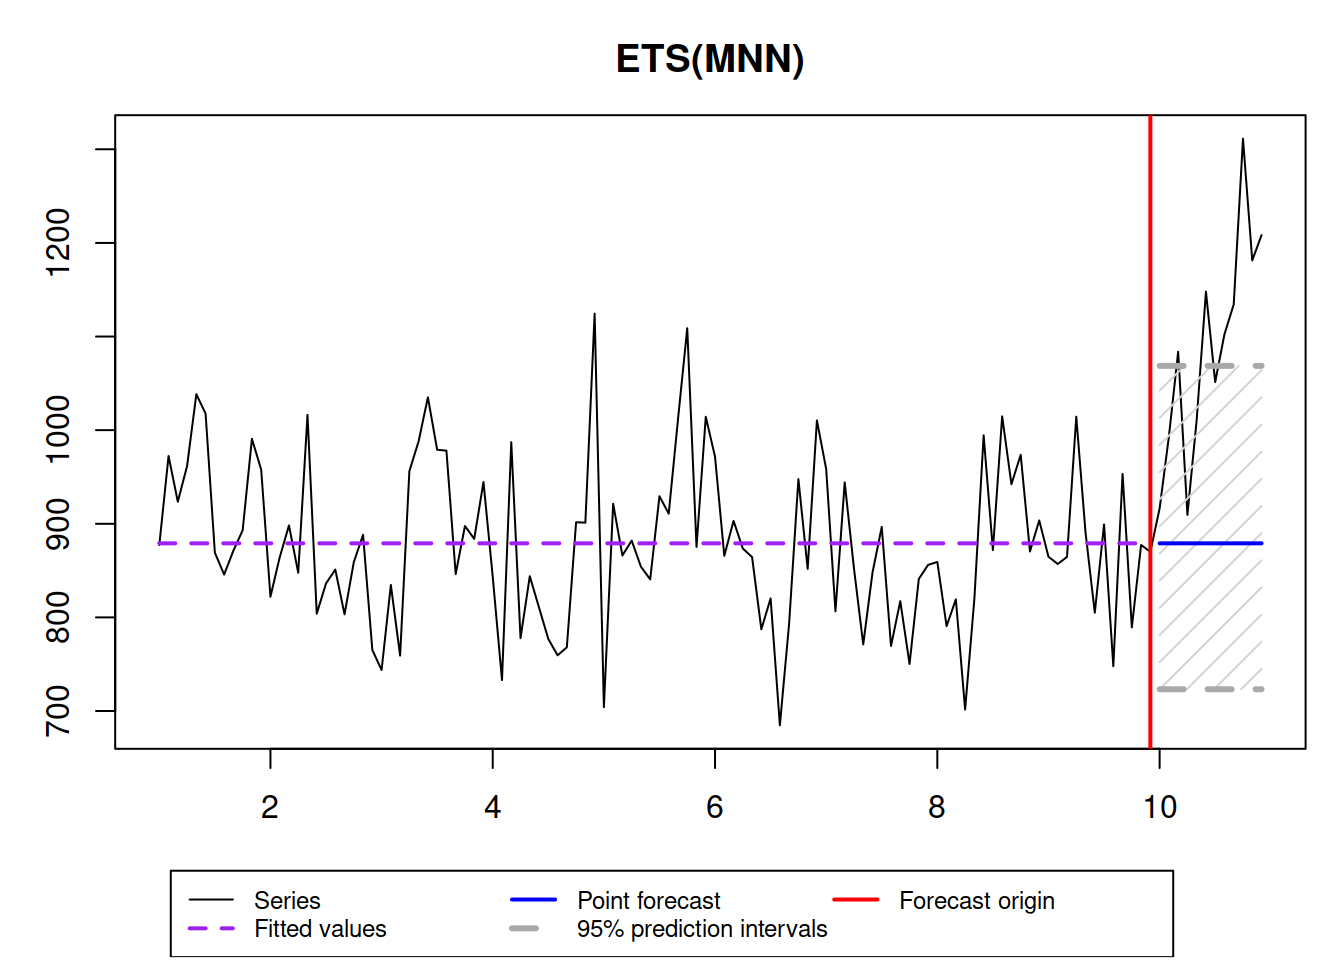 ETS(MNN)
1200
1000
900
800
700
2 4 6 8 10
Series Point forecast Forecast origin
Fitted values 95% prediction intervals